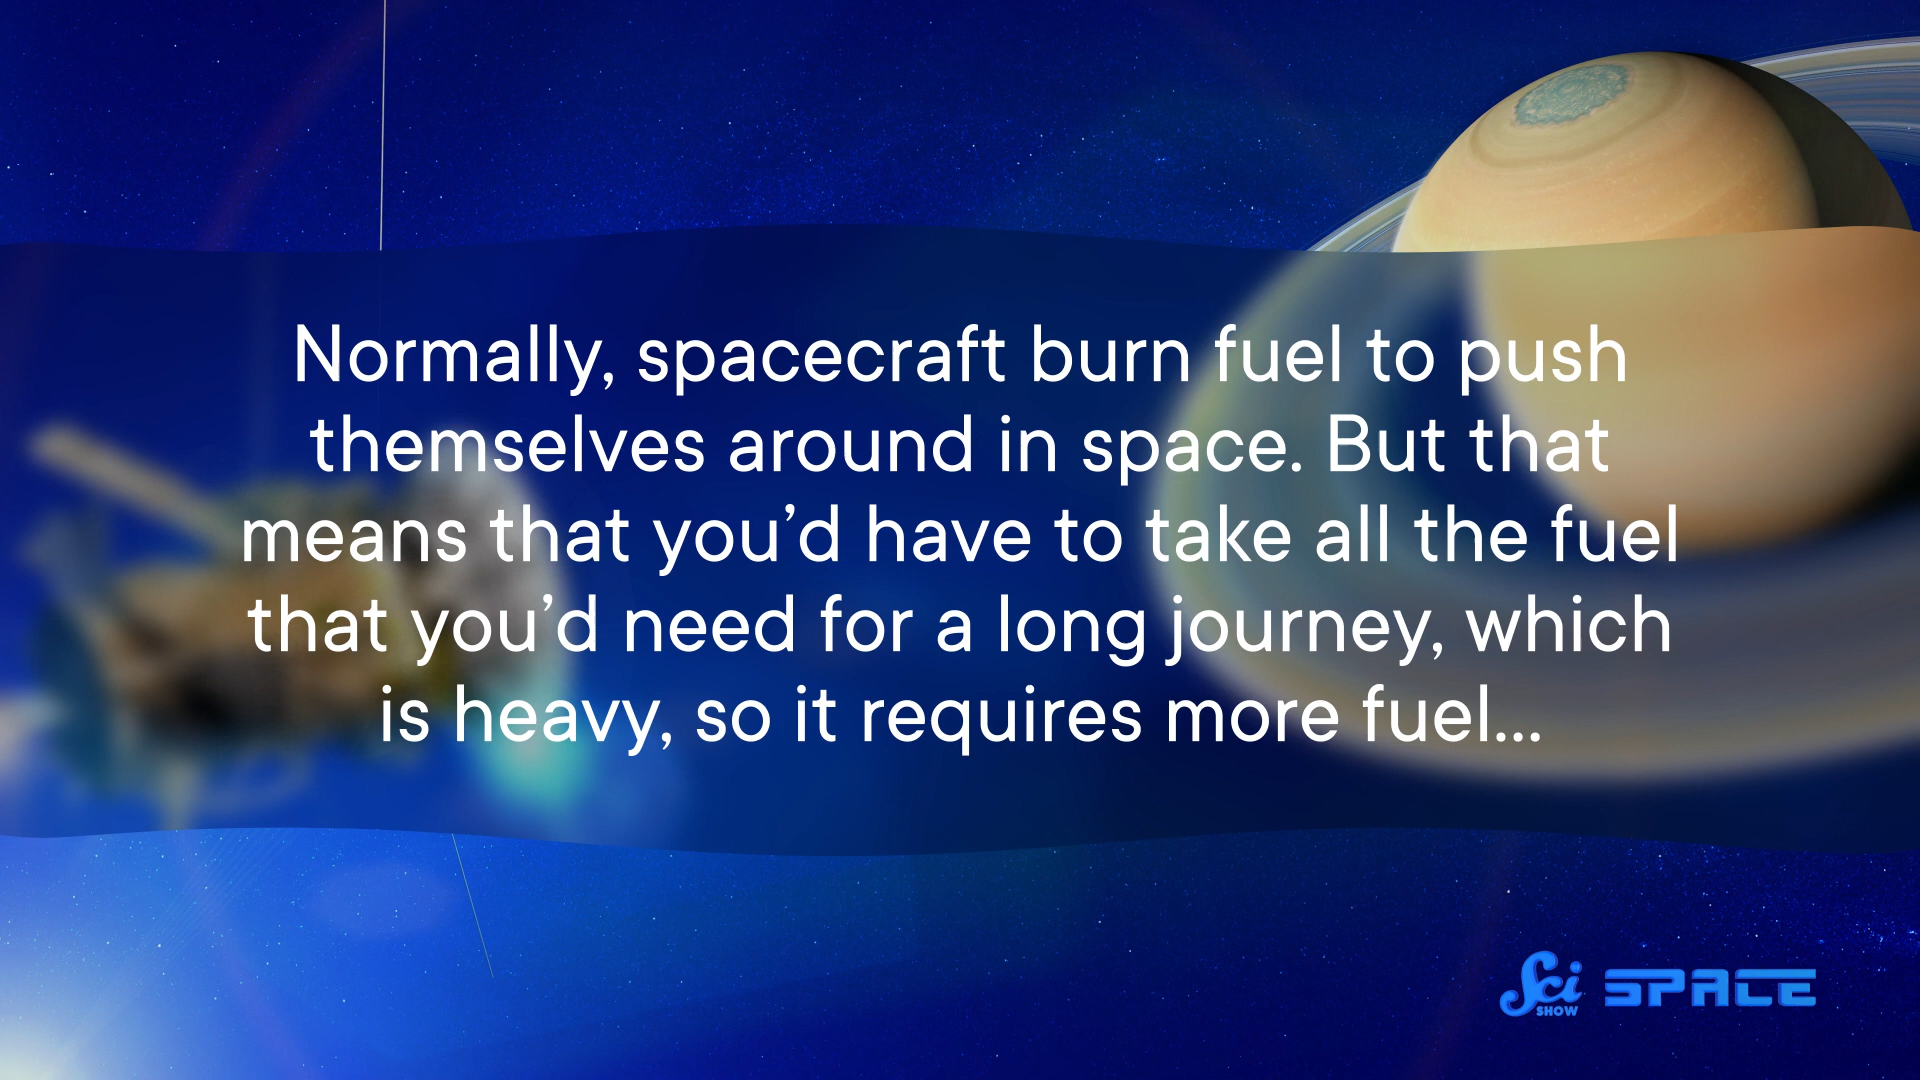 Normally, spacecraft burn fuel to push
themselves around in space. But that
means that you’d have to take all the fuel
that you’d need for a long journey, which
is heavy, so it requires more fuel...
Sci SHOW SPACE